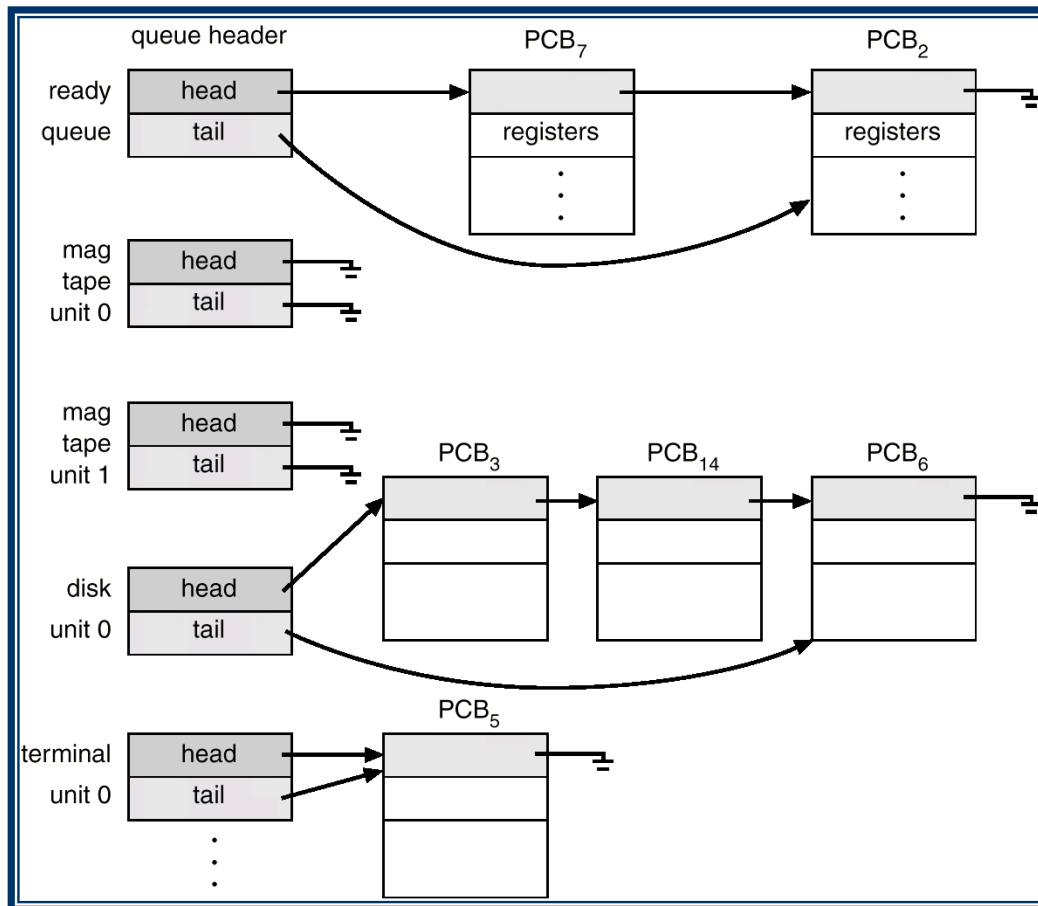 queue header
PCB7
PCB2
ready
queue
head
tail
registers
registers
mag
tape
unit 0
head
tail
mag
tape
unit 1
head
tail
PCB3
PCB14
PCB6
disk
unit 0
head
tail
PCB5
terminal
unit 0
head
tail